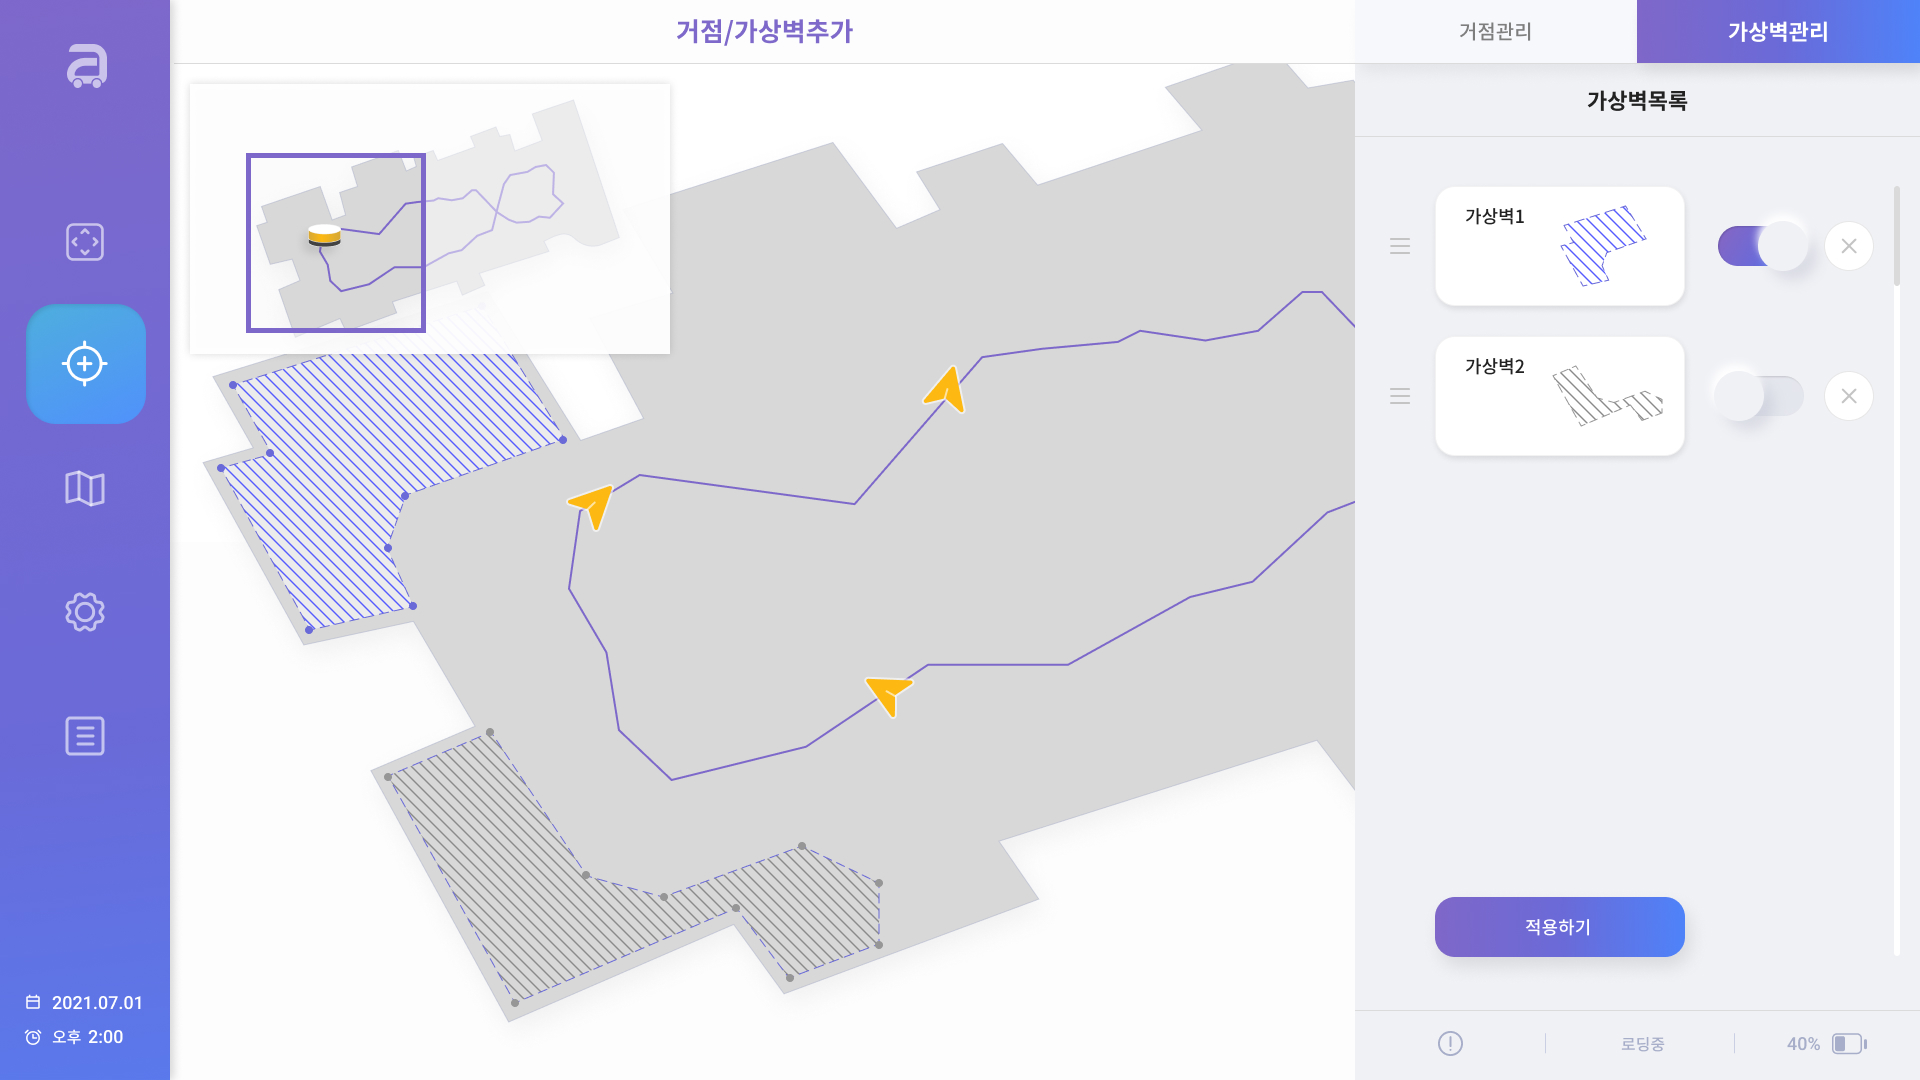 거점/가상벽추가
거점관리
가상벽관리
가상벽목록
가상벽1
가상벽2
적용하기
2021.07.01
오후 2:00
로딩중
40%